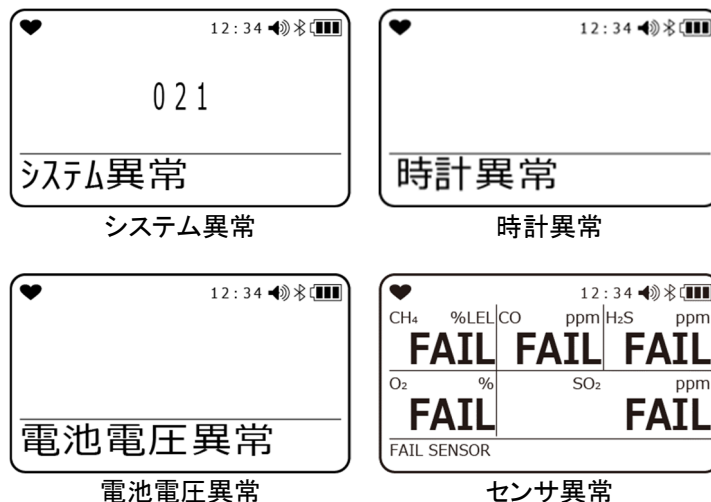 12:34
021
システム異常
システム異常
12:34
時計異常
時計異常
12:34
電池電圧異常
電池電圧異常
12:34
CH₄ %LEL CO ppm H₂S ppm
FAIL FAIL FAIL
O₂ % SO₂ ppm
FAIL FAIL
FAIL SENSOR
センサ異常